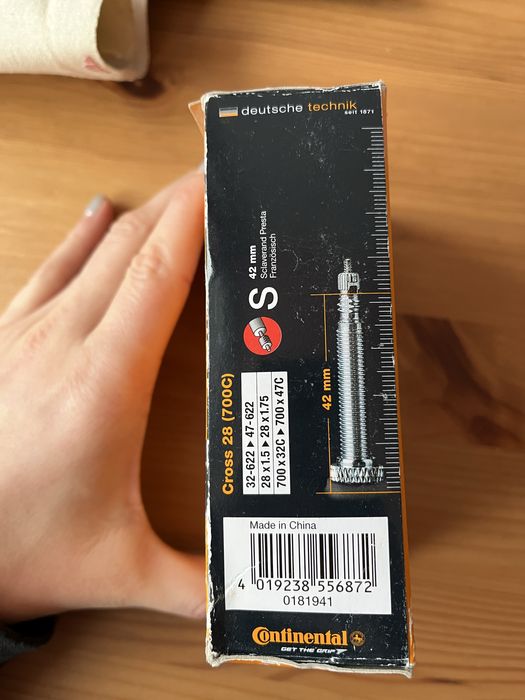 deutsche technik
seit 1871
S
42 mm
Sclaverand Presta
Französisch
42 mm
Cross 28 (700C)
32-622 ▸ 47-622
28 x 1.5 ▸ 28 x 1.75
700 x 32C ▸ 700 x 47C
Made in China
4 019238 556872
0181941
Continental
GET THE GRIP